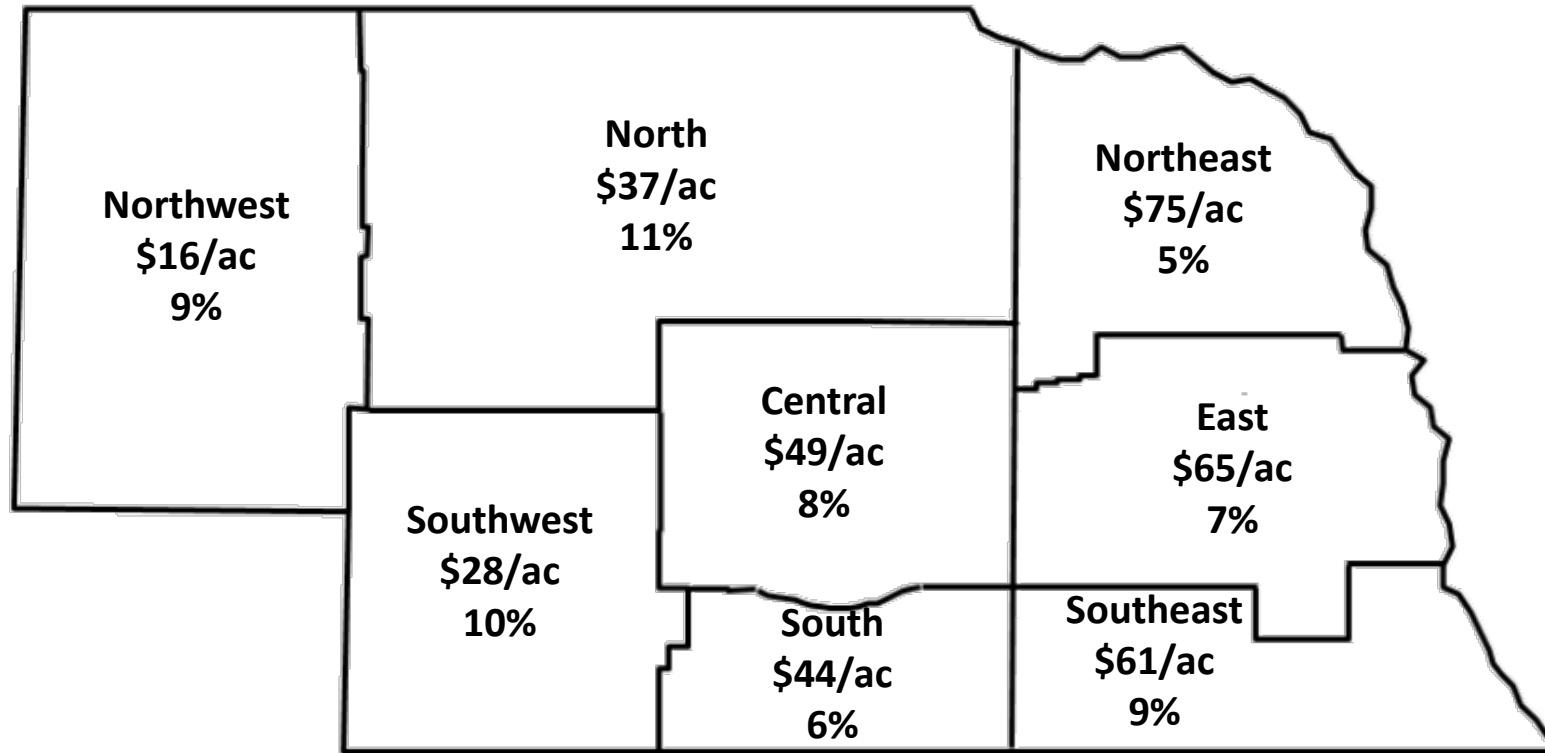 North
$37/ac
11%
Northeast
$75/ac
5%
Northwest
$16/ac
9%
Central
$49/ac
8%
East
$65/ac
7%
Southwest
$28/ac
10%
South
$44/ac
6%
Southeast
$61/ac
9%